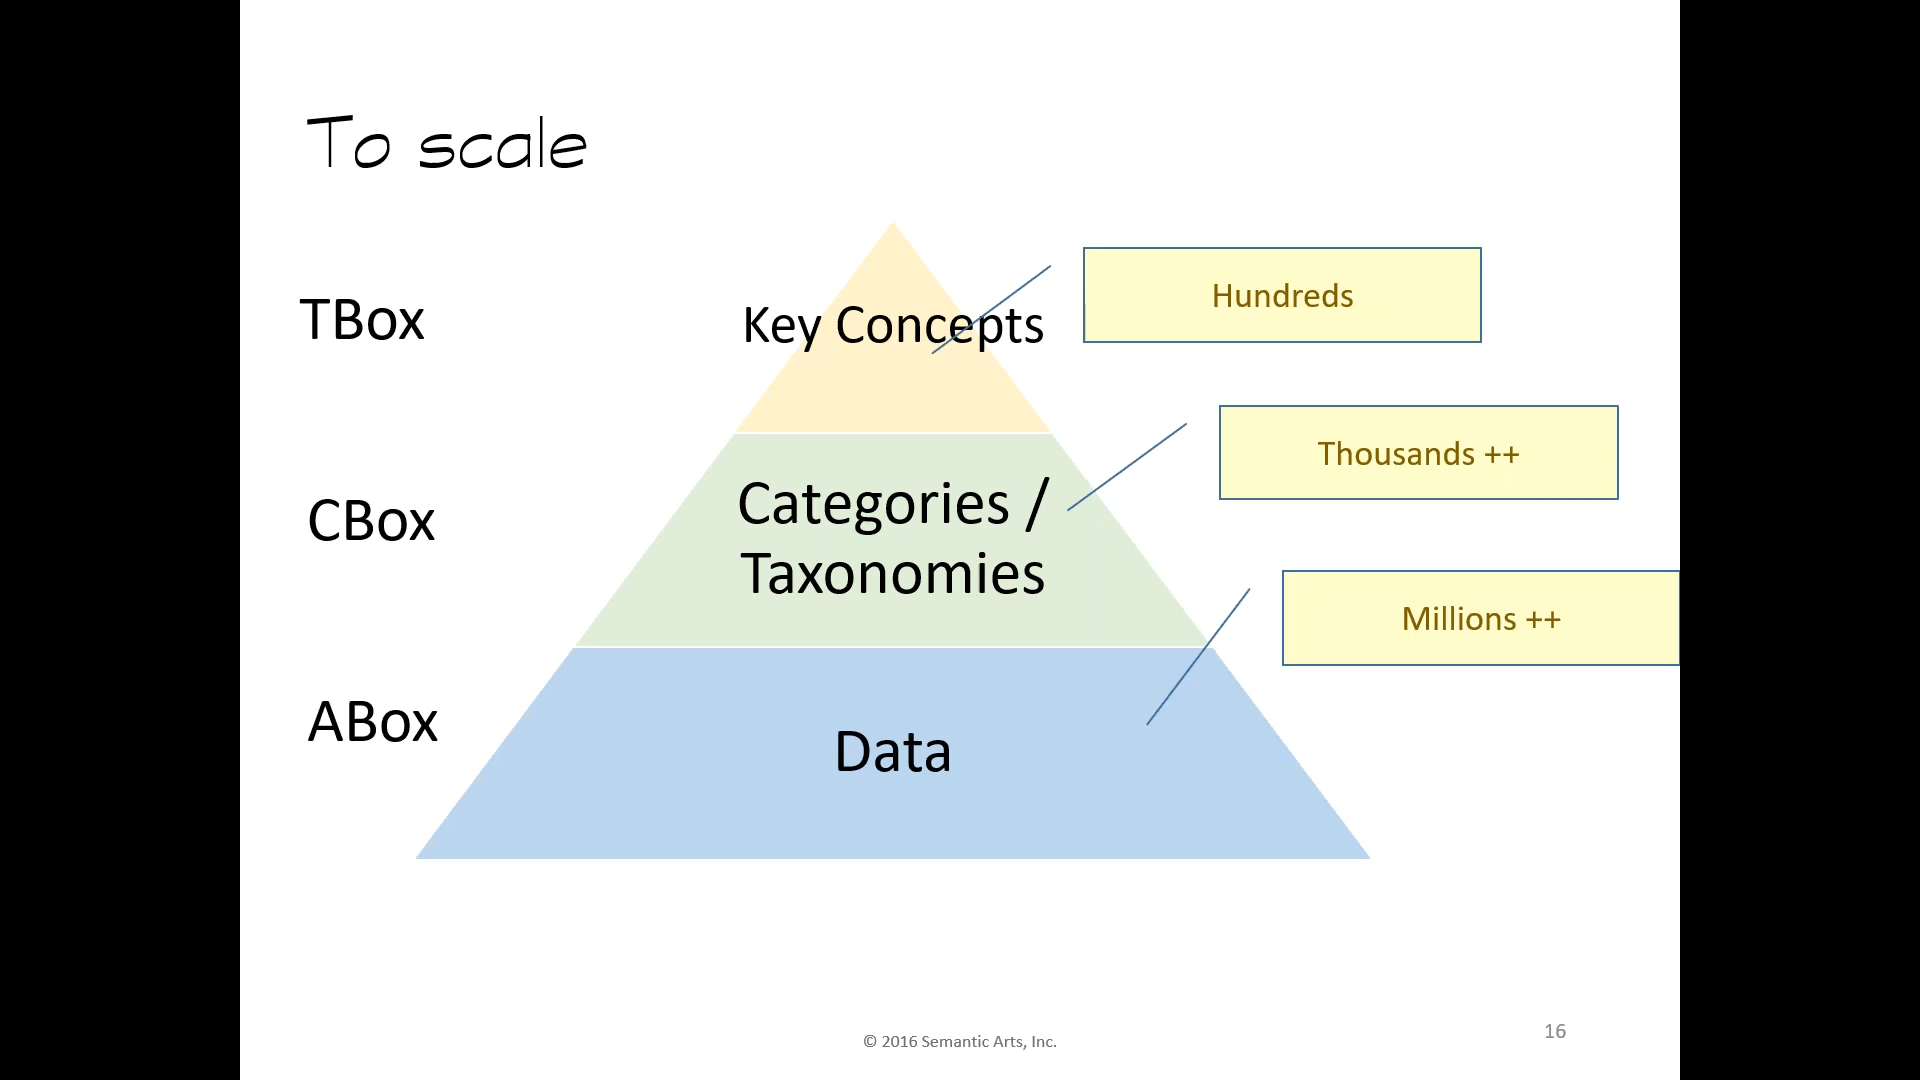 To scale
TBox
Key Concepts
Hundreds
CBox
Categories /
Taxonomies
Thousands ++
ABox
Data
Millions ++
© 2016 Semantic Arts, Inc.
16